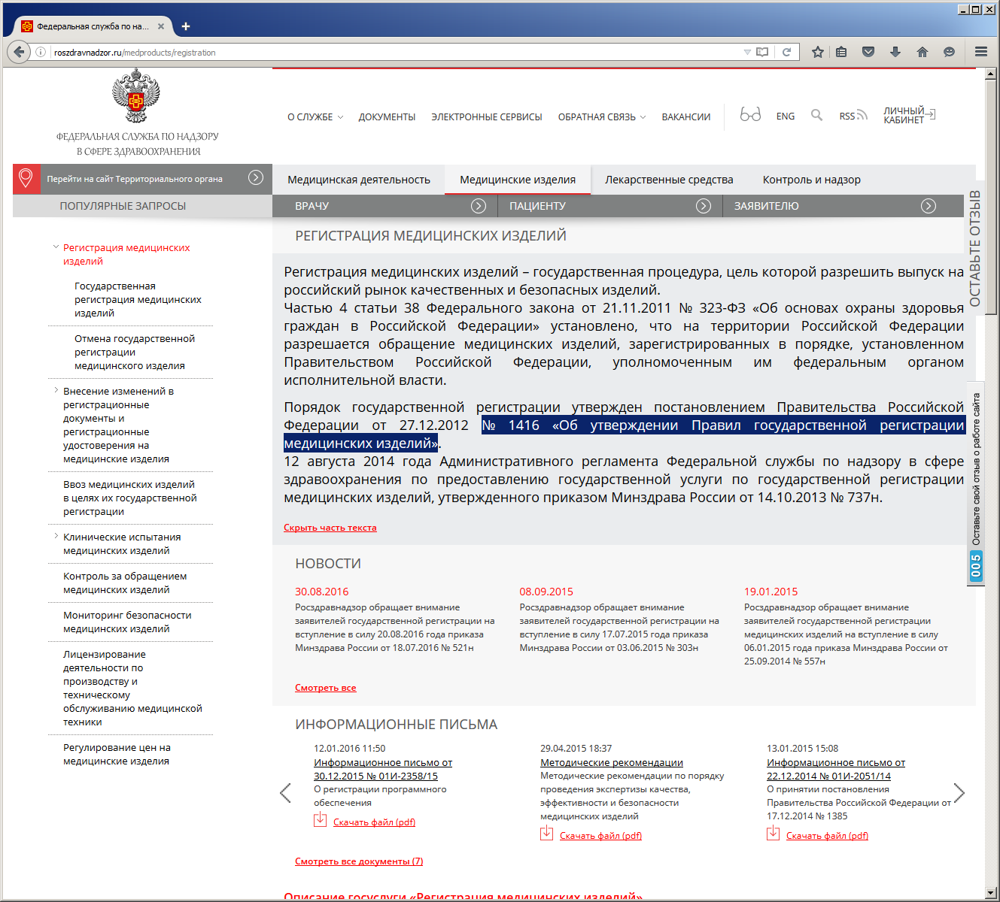 Федеральная служба по на...
roszdravnadzor.ru/medproducts/registration
ФЕДЕРАЛЬНАЯ СЛУЖБА ПО НАДЗОРУ
В СФЕРЕ ЗДРАВООХРАНЕНИЯ
О СЛУЖБЕ
ДОКУМЕНТЫ
ЭЛЕКТРОННЫЕ СЕРВИСЫ
ОБРАТНАЯ СВЯЗЬ
ВАКАНСИИ
ENG
RSS
ЛИЧНЫЙ
КАБИНЕТ
Перейти на сайт Территориального органа
Медицинская деятельность
Медицинские изделия
Лекарственные средства
Контроль и надзор
ПОПУЛЯРНЫЕ ЗАПРОСЫ
ВРАЧУ
ПАЦИЕНТУ
ЗАЯВИТЕЛЮ
Регистрация медицинских
изделий
Государственная
регистрация медицинских
изделий
Отмена государственной
регистрации
медицинского изделия
Внесение изменений в
регистрационные
документы и
регистрационные
удостоверения на
медицинские изделия
Ввоз медицинских изделий
в целях их государственной
регистрации
Клинические испытания
медицинских изделий
Контроль за обращением
медицинских изделий
Мониторинг безопасности
медицинских изделий
Лицензирование
деятельности по
производству и
техническому
обслуживанию медицинской
техники
Регулирование цен на
медицинские изделия
РЕГИСТРАЦИЯ МЕДИЦИНСКИХ ИЗДЕЛИЙ
Регистрация медицинских изделий – государственная процедура, цель которой разрешить выпуск на
российский рынок качественных и безопасных изделий.
Частью 4 статьи 38 Федерального закона от 21.11.2011 № 323-ФЗ «Об основах охраны здоровья
граждан в Российской Федерации» установлено, что на территории Российской Федерации
разрешается обращение медицинских изделий, зарегистрированных в порядке, установленном
Правительством Российской Федерации, уполномоченным им федеральным органом
исполнительной власти.
Порядок государственной регистрации утвержден постановлением Правительства Российской
Федерации от 27.12.2012 № 1416 «Об утверждении Правил государственной регистрации
медицинских изделий».
12 августа 2014 года Административного регламента Федеральной службы по надзору в сфере
здравоохранения по предоставлению государственной услуги по государственной регистрации
медицинских изделий, утвержденного приказом Минздрава России от 14.10.2013 № 737н.
Скрыть часть текста
НОВОСТИ
30.08.2016
Росздравнадзор обращает внимание
заявителей государственной регистрации на
вступление в силу 20.08.2016 года приказа
Минздрава России от 18.07.2016 № 521н
08.09.2015
Росздравнадзор обращает внимание
заявителей государственной регистрации на
вступление в силу 17.07.2015 года приказа
Минздрава России от 03.06.2015 № 303н
19.01.2015
Росздравнадзор обращает внимание
заявителей государственной регистрации
медицинских изделий на вступление в силу
06.01.2015 года приказа Минздрава России от
25.09.2014 № 557н
Смотреть все
ИНФОРМАЦИОННЫЕ ПИСЬМА
12.01.2016 11:50
Информационное письмо от
30.12.2015 № 01И-2358/15
О регистрации программного
обеспечения
Скачать файл (pdf)
29.04.2015 18:37
Методические рекомендации
Методические рекомендации по порядку
проведения экспертизы качества,
эффективности и безопасности
медицинских изделий
Скачать файл (pdf)
13.01.2015 15:08
Информационное письмо от
22.12.2014 № 01И-2051/14
О принятии постановления
Правительства Российской Федерации от
17.12.2014 № 1385
Скачать файл (pdf)
Смотреть все документы (7)
Описание госуслуги «Регистрация медицинских изделий»
ОСТАВЬТЕ ОТЗЫВ
Оставьте свой отзыв о работе сайта
005